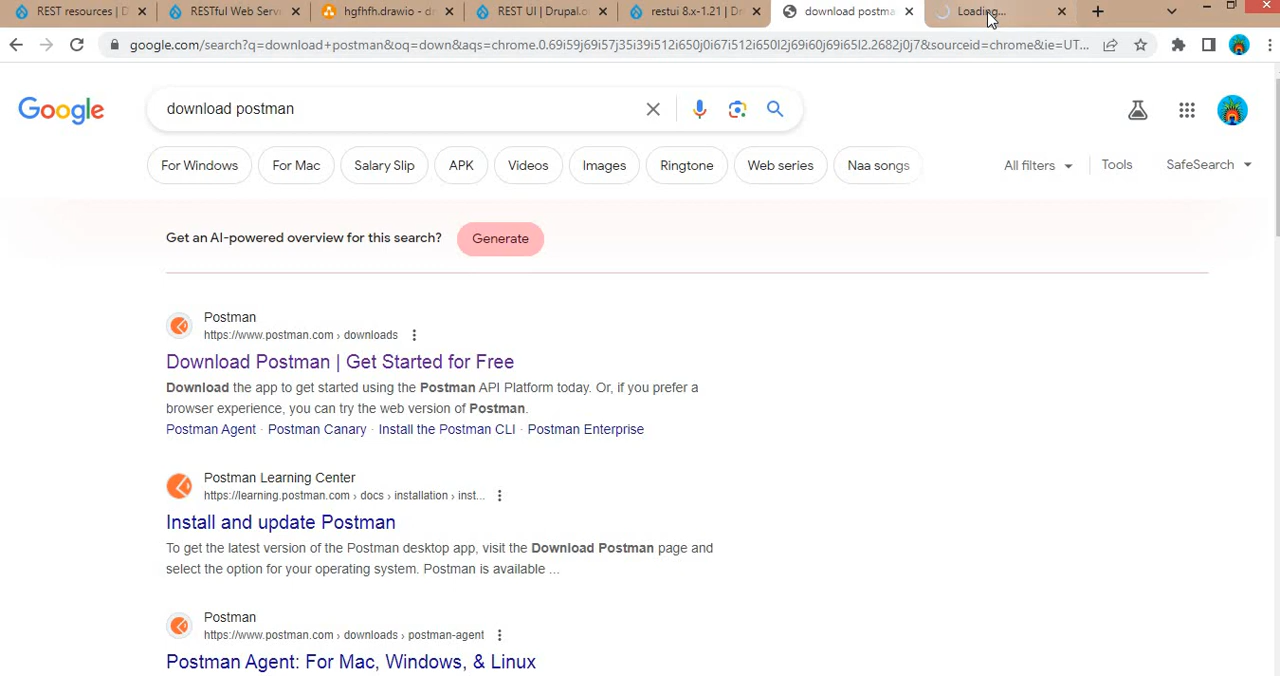 REST resources | D
RESTful Web Serv
hgfhfh.drawio - dr
REST UI | Drupal.o
restui 8.x-1.21 | Dr
download postma
Loading...
google.com/search?q=download+postman&oq=down&aqs=chrome.0.69i59j69i57j35i39i512i650j0i67i512i650l2j69i60j69i65l2.2682j0j7&sourceid=chrome&ie=UT...
Google
download postman
For Windows
For Mac
Salary Slip
APK
Videos
Images
Ringtone
Web series
Naa songs
All filters
Tools
SafeSearch
Get an AI-powered overview for this search?
Generate
Postman
https://www.postman.com › downloads
Download Postman | Get Started for Free
Download the app to get started using the Postman API Platform today. Or, if you prefer a
browser experience, you can try the web version of Postman.
Postman Agent · Postman Canary · Install the Postman CLI · Postman Enterprise
Postman Learning Center
https://learning.postman.com › docs › installation › inst...
Install and update Postman
To get the latest version of the Postman desktop app, visit the Download Postman page and
select the option for your operating system. Postman is available ...
Postman
https://www.postman.com › downloads › postman-agent
Postman Agent: For Mac, Windows, & Linux